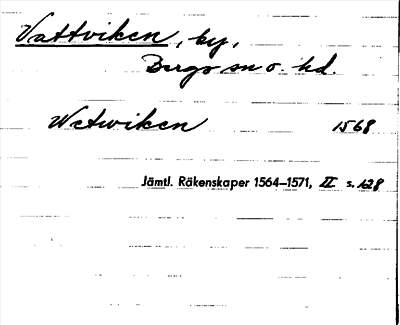 Vattviken, by,
Bergs sn o. hd.
Wetwiken 1568
Jämtl. Räkenskaper 1564–1571, II s. 128